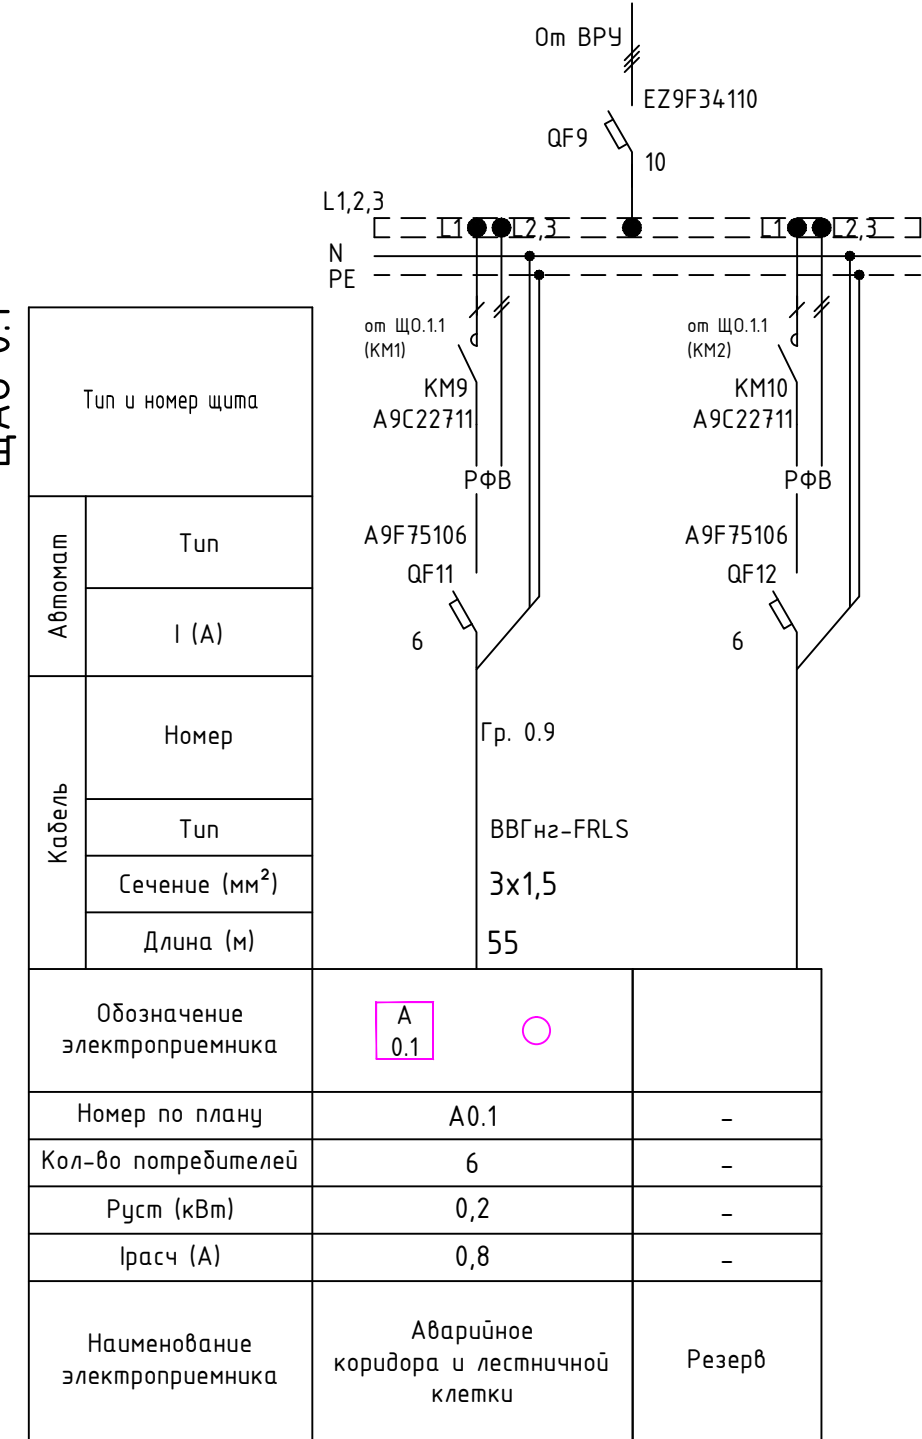 От ВРУ
EZ9F34110
QF9
10
L1,2,3
L1
L2,3
L1
L2,3
N
PE
от ЩО.1.1
(КМ1)
от ЩО.1.1
(КМ2)
КМ9
КМ10
A9C22711
A9C22711
РФВ
РФВ
A9F75106
A9F75106
QF11
QF12
6
6
Тип и номер щита
Автомат
Тип
I (А)
Кабель
Номер
Гр. 0.9
Тип
ВВГнг-FRLS
Сечение (мм²)
3х1,5
Длина (м)
55
Обозначение
электроприемника
А
0.1
Номер по плану
А0.1
-
Кол-во потребителей
6
-
Руст (кВт)
0,2
-
Iрасч (А)
0,8
-
Наименование
электроприемника
Аварийное
коридора и лестничной
клетки
Резерв